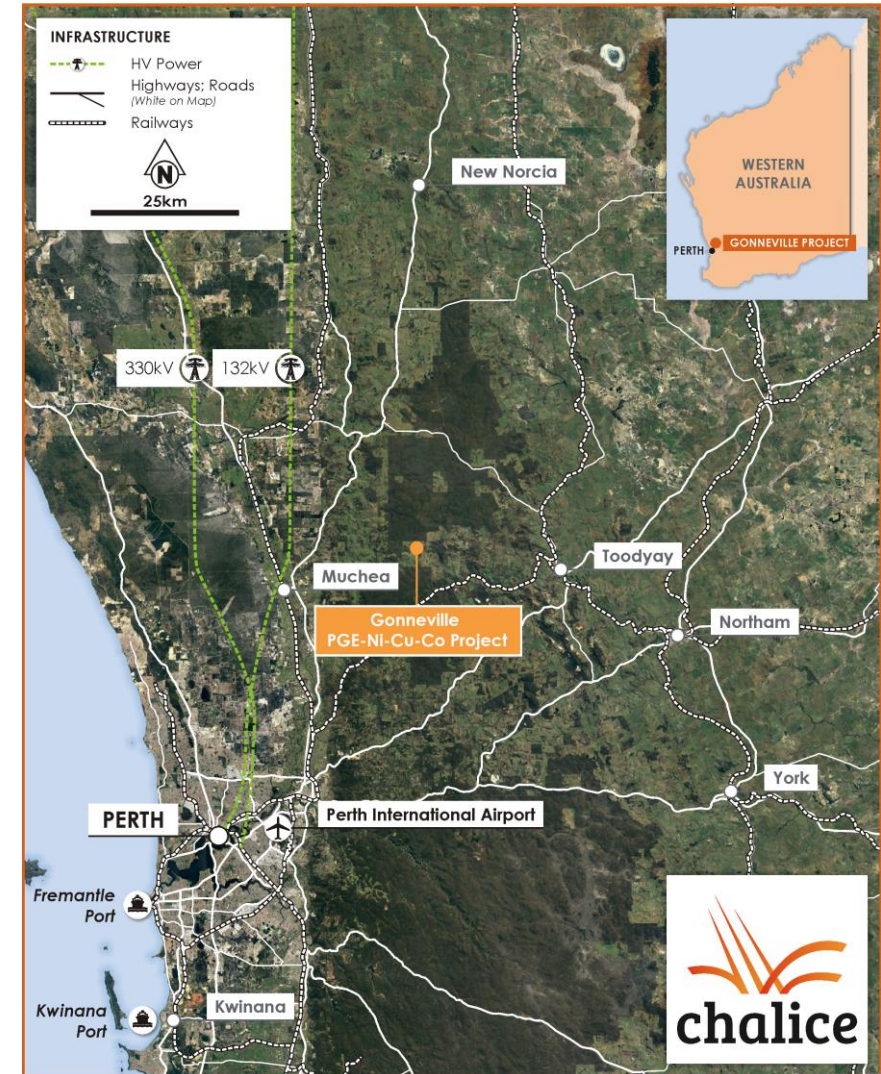 INFRASTRUCTURE
HV Power
Highways; Roads
(White on Map)
Railways
N
25km
WESTERN
AUSTRALIA
PERTH
GONNEVILLE PROJECT
New Norcia
330kV
132kV
Muchea
Toodyay
Gonneville
PGE-Ni-Cu-Co Project
Northam
York
PERTH
Perth International Airport
Fremantle
Port
Kwinana
Port
Kwinana
chalice